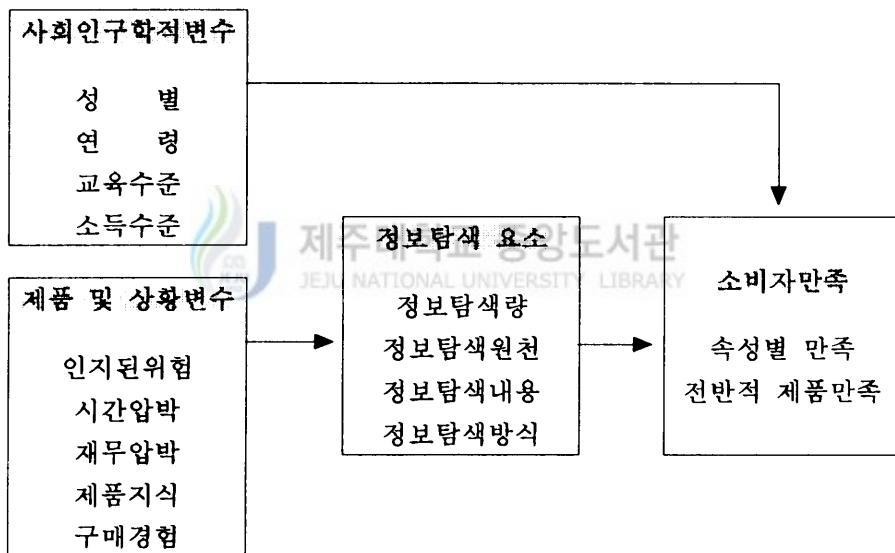 사회인구학적변수
성 별
연 령
교육수준
소득수준
제품 및 상황변수
인지된위험
시간압박
재무압박
제품지식
구매경험
정보탐색 요소
정보탐색량
정보탐색원천
정보탐색내용
정보탐색방식
소비자만족
속성별 만족
전반적 제품만족
제주대학교 중앙도서관
JEJU NATIONAL UNIVERSITY LIBRARY